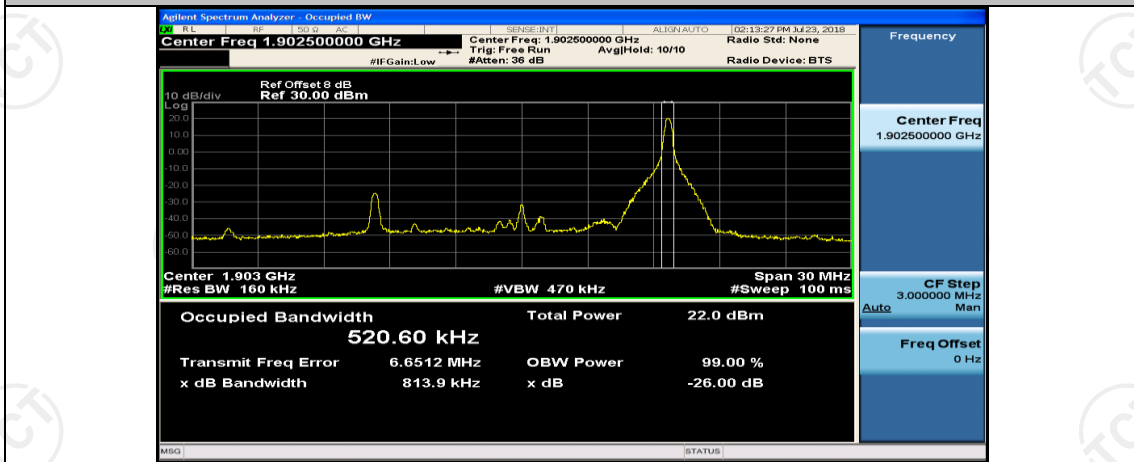 Agilent Spectrum Analyzer - Occupied BW
LXI RL RF 50 Ω AC SENSE:INT ALIGN AUTO 02:13:27 PM Jul 23, 2018
Center Freq 1.902500000 GHz
Center Freq: 1.902500000 GHz
Radio Std: None
Trig: Free Run Avg|Hold: 10/10
#IFGain:Low
#Atten: 36 dB
Radio Device: BTS
Ref Offset 8 dB
10 dB/div Ref 30.00 dBm
Log
20.0
10.0
0.00
-10.0
-20.0
-30.0
-40.0
-50.0
-60.0
Center 1.903 GHz
Span 30 MHz
#Res BW 160 kHz
#VBW 470 kHz
#Sweep 100 ms
Occupied Bandwidth
Total Power 22.0 dBm
520.60 kHz
Transmit Freq Error 6.6512 MHz
OBW Power 99.00 %
x dB Bandwidth 813.9 kHz
x dB -26.00 dB
MSG
STATUS
Frequency
Center Freq
1.902500000 GHz
CF Step
3.000000 MHz
Auto Man
Freq Offset
0 Hz
TCT
TCT
TCT
TCT